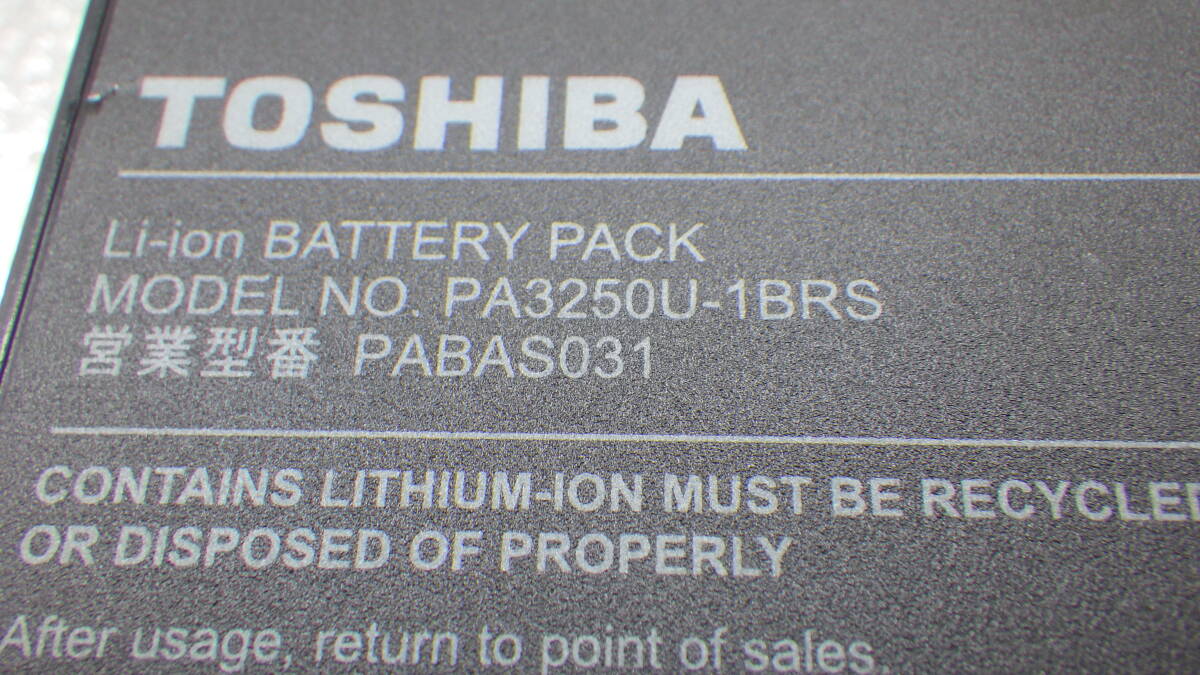 TOSHIBA
Li-ion BATTERY PACK
MODEL NO. PA3250U-1BRS
営業型番 PABAS031
CONTAINS LITHIUM-ION MUST BE RECYCLED
OR DISPOSED OF PROPERLY
After usage, return to point of sales.